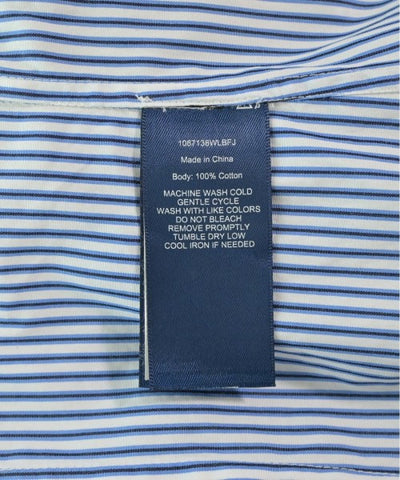 1087138WLBFJ
Made in China
Body: 100% Cotton
MACHINE WASH COLD
GENTLE CYCLE
WASH WITH LIKE COLORS
DO NOT BLEACH
REMOVE PROMPTLY
TUMBLE DRY LOW
COOL IRON IF NEEDED